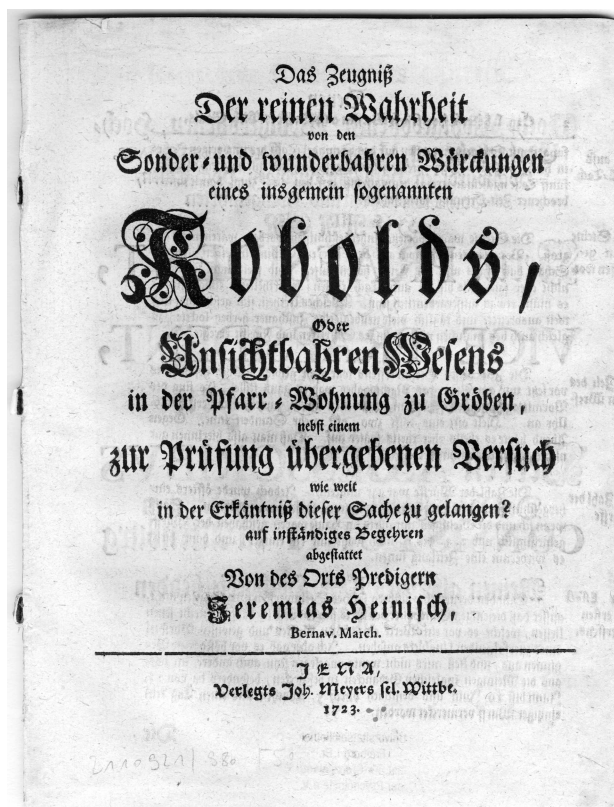 Das Zeugniß
Der reinen Wahrheit
von den
Sonder- und wunderbahren Würckungen
eines insgemein sogenannten
Kobolds,
Oder
Unsichtbahren Wesens
in der Pfarr-Wohnung zu Gröben,
nebst einem
zur Prüfung übergebenen Versuch
wie weit
in der Erkäntniß dieser Sache zu gelangen?
auf inständiges Begehren
abgestattet
Von des Orts Predigern
Jeremias Heinisch,
Bernav. March.
JENA,
Verlegts Joh. Meyers sel. Wittbe.
1723.